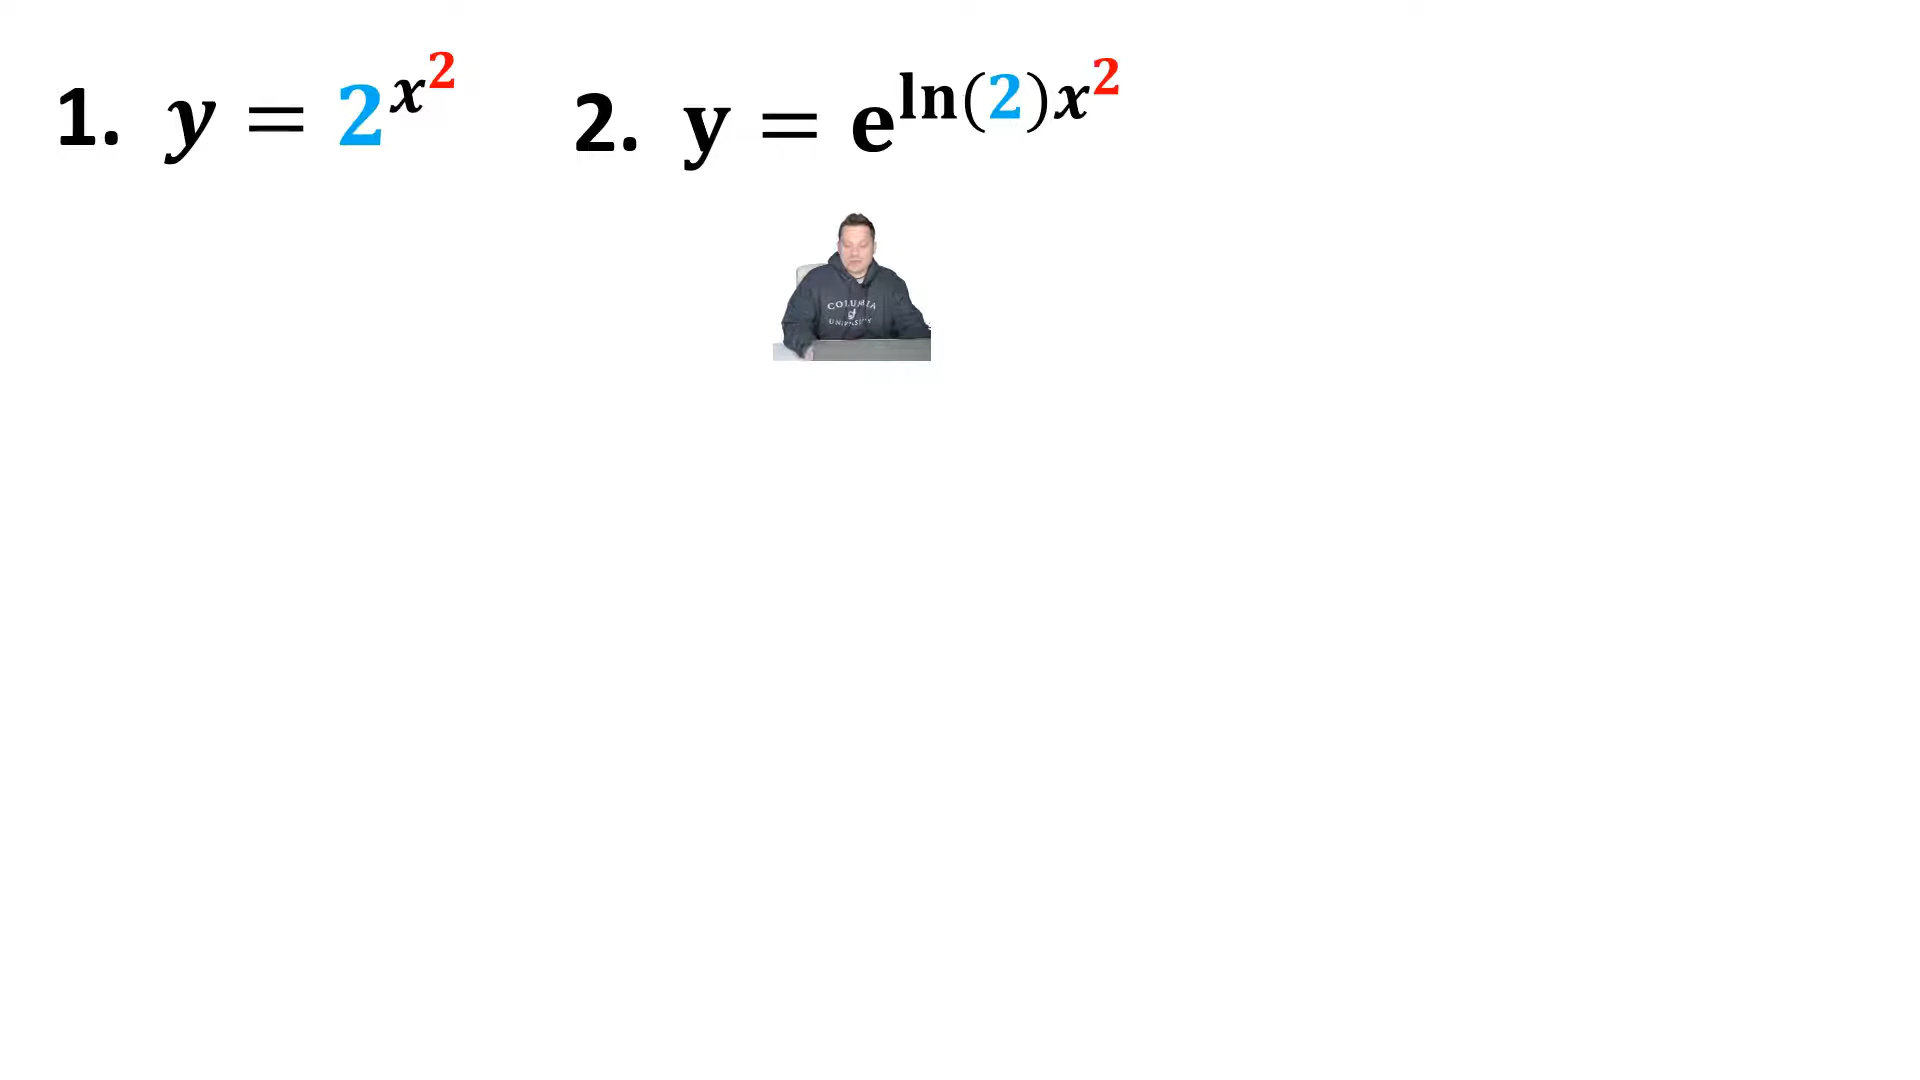 1. y = 2^{x^2} 2. y = e^{ln(2)x^2}
COLUMBIA
UNIVERSITY